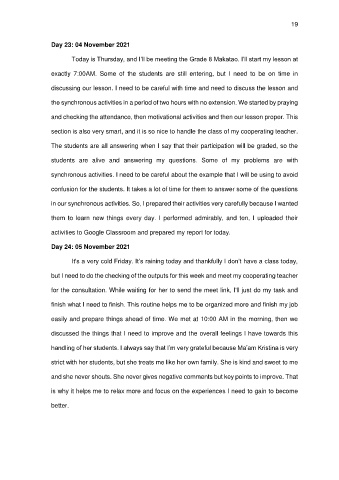 19
Day 23: 04 November 2021
Today is Thursday, and I'll be meeting the Grade 8 Makatao. I'll start my lesson at
exactly 7:00AM. Some of the students are still entering, but I need to be on time in
discussing our lesson. I need to be careful with time and need to discuss the lesson and
the synchronous activities in a period of two hours with no extension. We started by praying
and checking the attendance, then motivational activities and then our lesson proper. This
section is also very smart, and it is so nice to handle the class of my cooperating teacher.
The students are all answering when I say that their participation will be graded, so the
students are alive and answering my questions. Some of my problems are with
synchronous activities. I need to be careful about the example that I will be using to avoid
confusion for the students. It takes a lot of time for them to answer some of the questions
in our synchronous activities. So, I prepared their activities very carefully because I wanted
them to learn new things every day. I performed admirably, and ten, I uploaded their
activities to Google Classroom and prepared my report for today.
Day 24: 05 November 2021
It's a very cold Friday. It's raining today and thankfully I don't have a class today,
but I need to do the checking of the outputs for this week and meet my cooperating teacher
for the consultation. While waiting for her to send the meet link, I'll just do my task and
finish what I need to finish. This routine helps me to be organized more and finish my job
easily and prepare things ahead of time. We met at 10:00 AM in the morning, then we
discussed the things that I need to improve and the overall feelings I have towards this
handling of her students. I always say that I'm very grateful because Ma'am Kristina is very
strict with her students, but she treats me like her own family. She is kind and sweet to me
and she never shouts. She never gives negative comments but key points to improve. That
is why it helps me to relax more and focus on the experiences I need to gain to become
better.